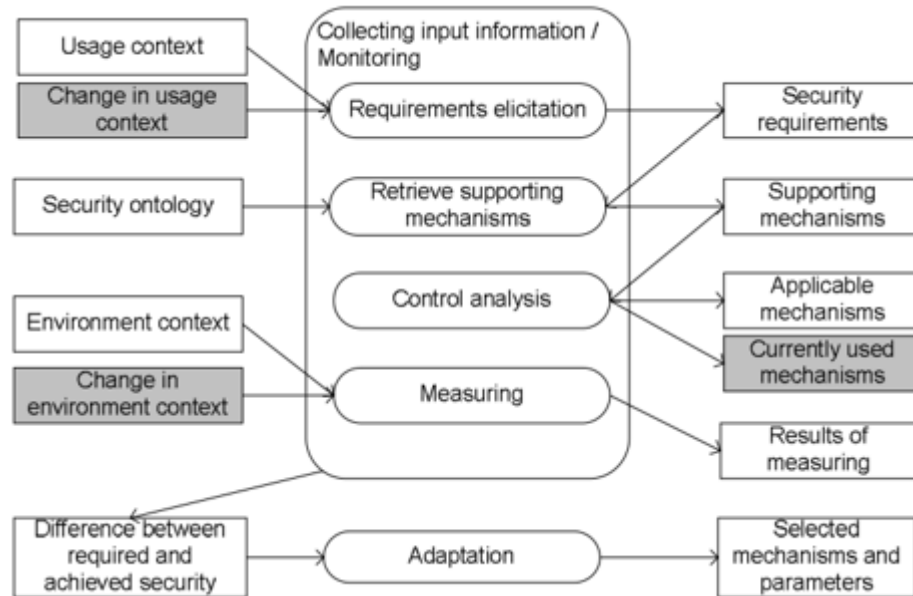 Collecting input information /
Monitoring
Usage context
Change in usage
context
Requirements elicitation
Security
requirements
Security ontology
Retrieve supporting
mechanisms
Supporting
mechanisms
Control analysis
Applicable
mechanisms
Currently used
mechanisms
Environment context
Change in
environment context
Measuring
Results of
measuring
Difference between
required and
achieved security
Adaptation
Selected
mechanisms and
parameters